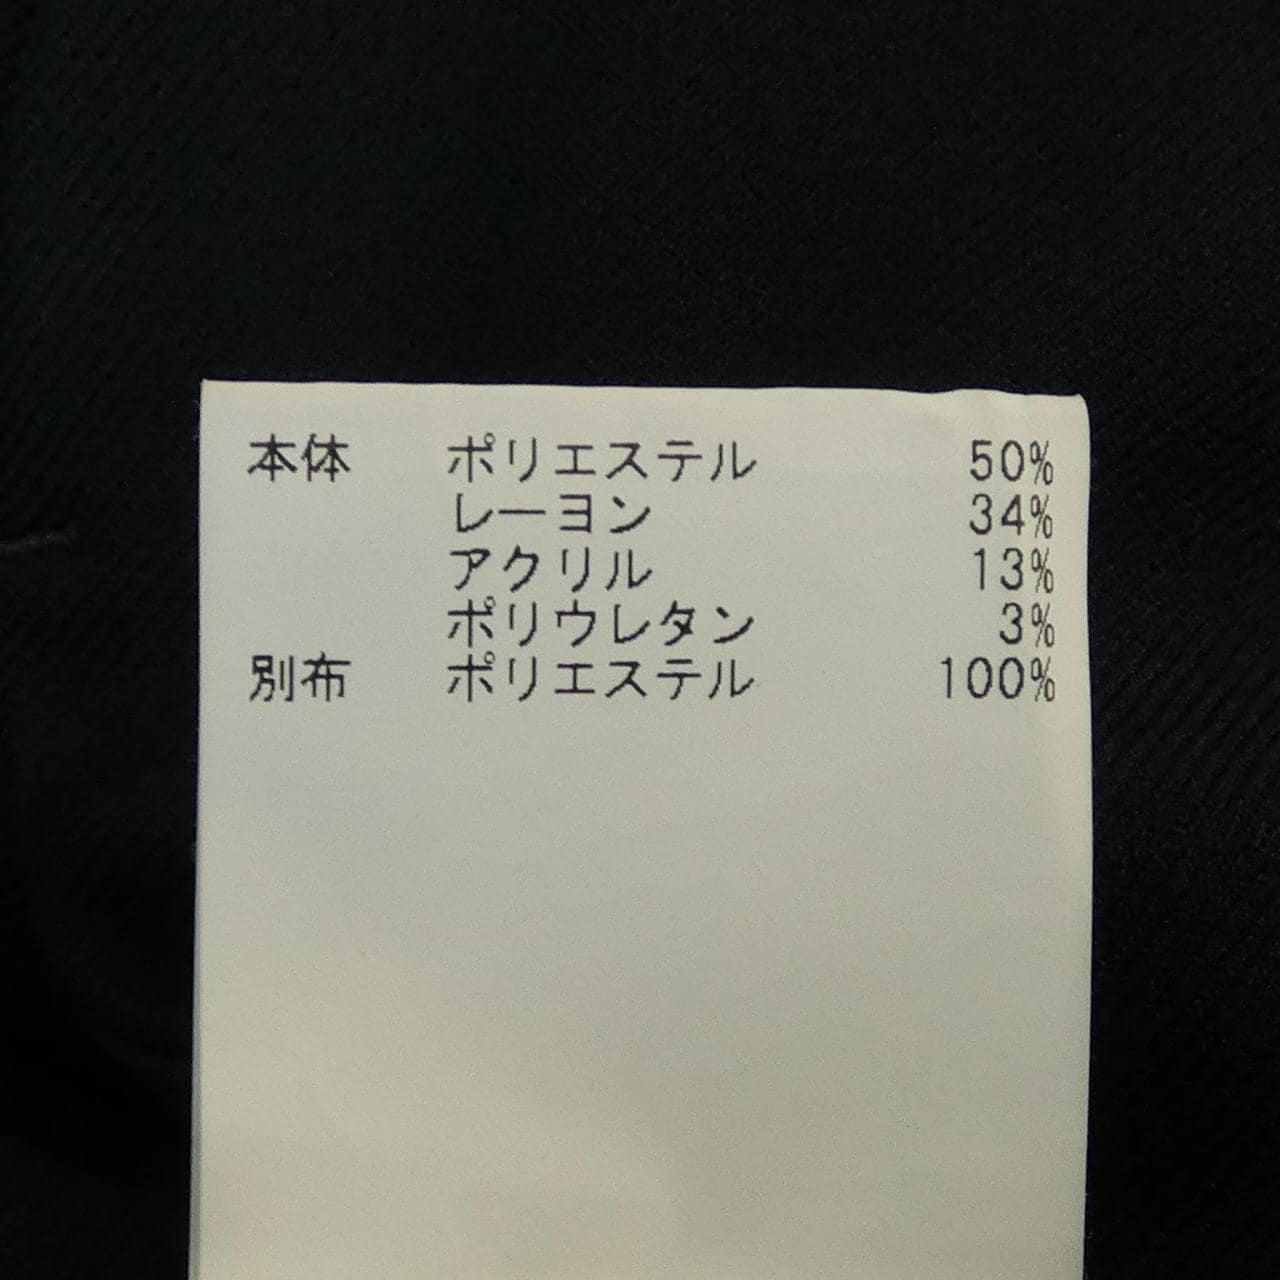 本体 ポリエステル 50%
レーヨン 34%
アクリル 13%
ポリウレタン 3%
別布 ポリエステル 100%